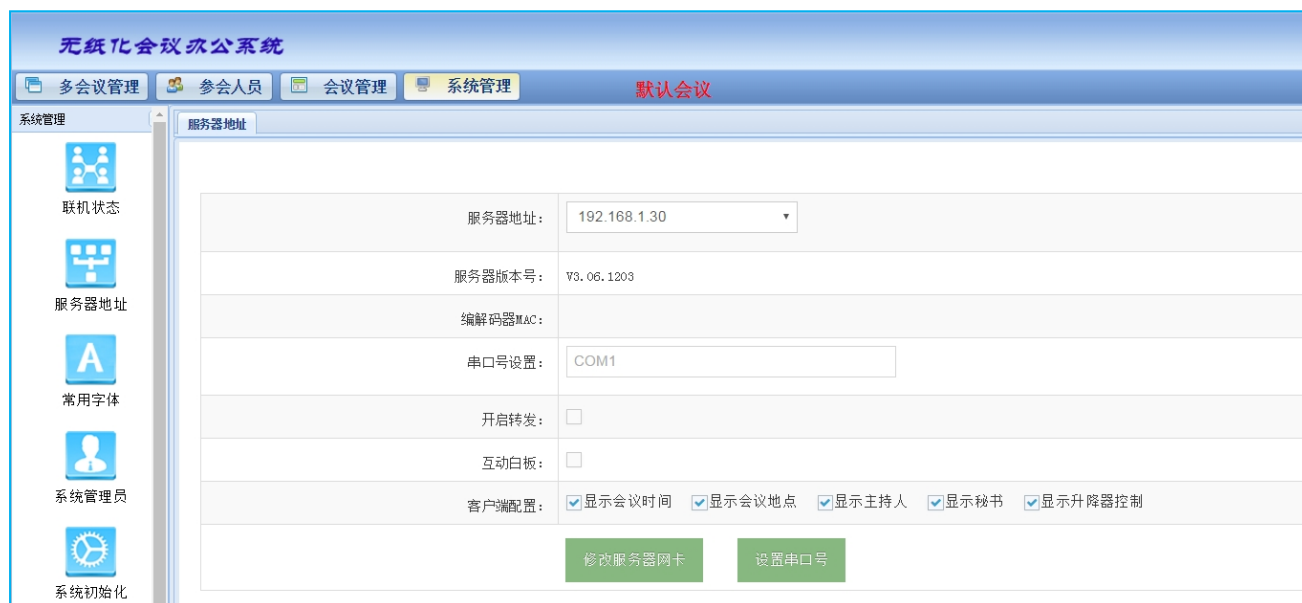 无纸化会议办公系统
多会议管理 参会人员 会议管理 系统管理 默认会议
系统管理
服务器地址
联机状态
服务器地址
常用字体
系统管理员
系统初始化
服务器地址： 192.168.1.30
服务器版本号： V3.06.1203
编解码器MAC：
串口号设置： COM1
开启转发：
互动白板：
客户端配置： 显示会议时间 显示会议地点 显示主持人 显示秘书 显示升降器控制
修改服务器网卡 设置串口号